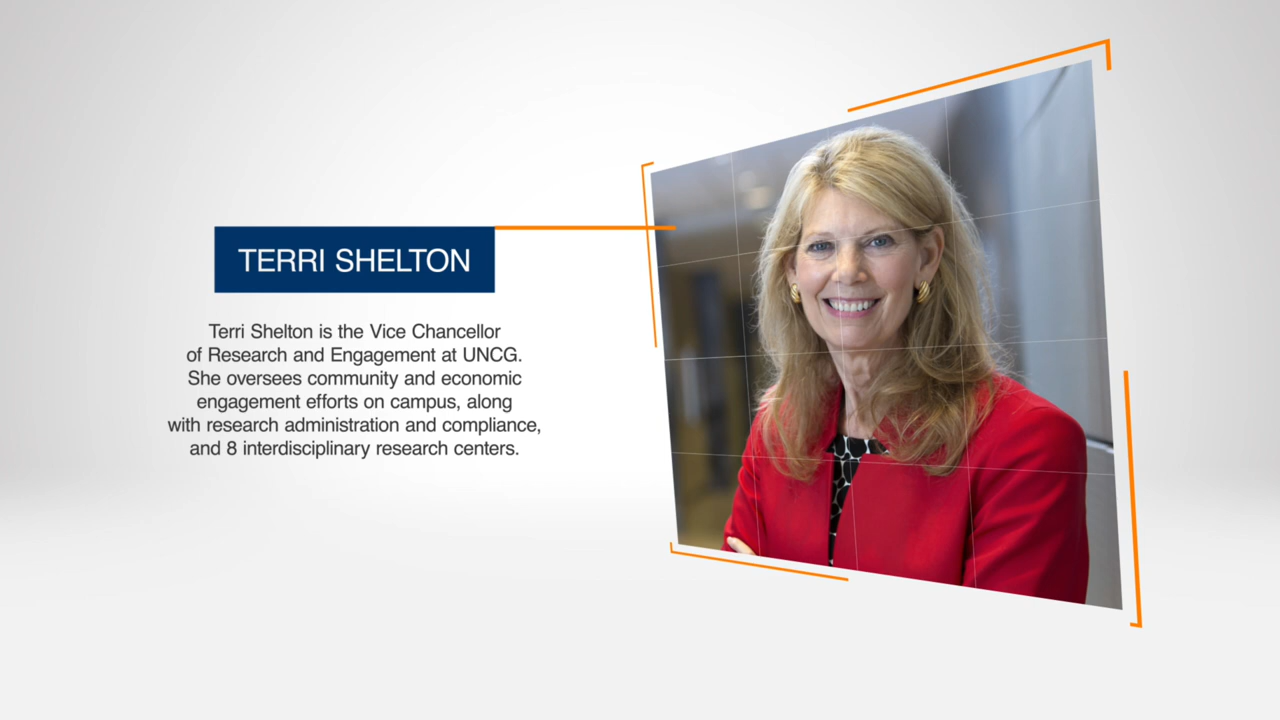 TERRI SHELTON
Terri Shelton is the Vice Chancellor
of Research and Engagement at UNCG.
She oversees community and economic
engagement efforts on campus, along
with research administration and compliance,
and 8 interdisciplinary research centers.